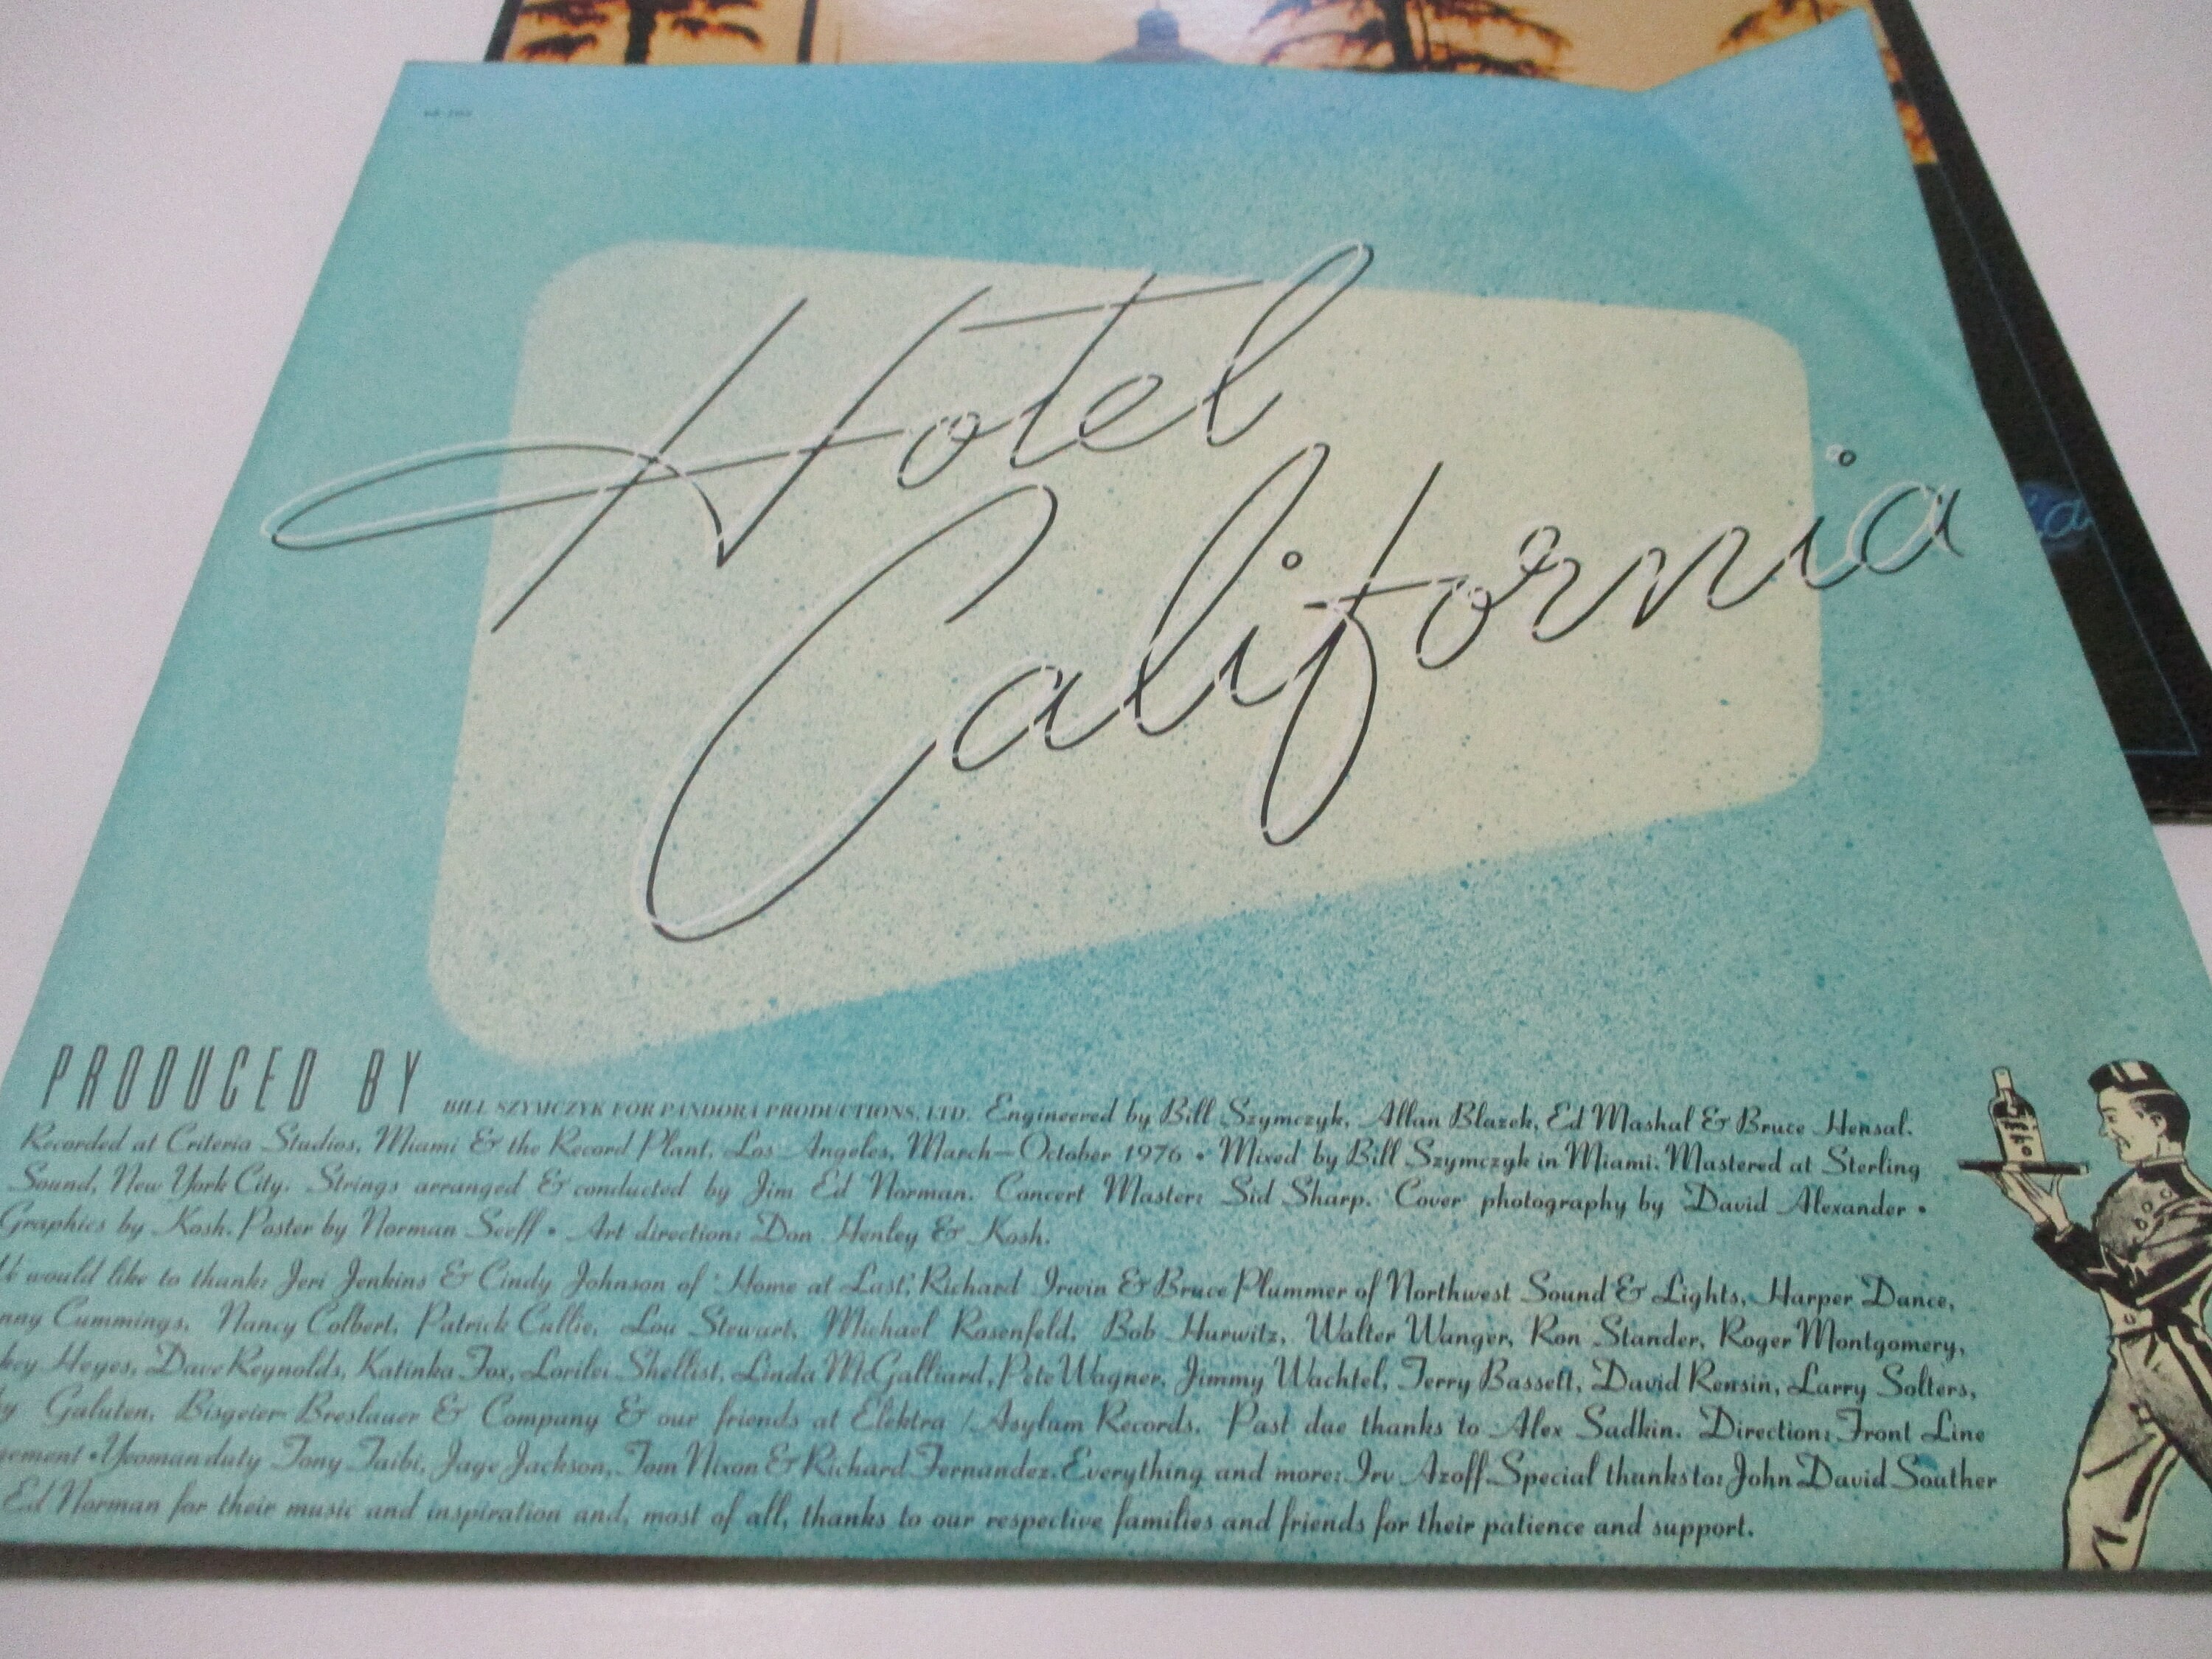 Hotel
California
PRODUCED BY BILL SZYMCZYK FOR PANDORA PRODUCTIONS, LTD. Engineered by Bill Szymczyk, Allan Blazek, Ed Mashal & Bruce Hensal.
Recorded at Criteria Studios, Miami & the Record Plant, Los Angeles, March–October 1976 • Mixed by Bill Szymczyk in Miami. Mastered at Sterling
Sound, New York City. Strings arranged & conducted by Jim Ed Norman. Concert Master: Sid Sharp. Cover photography by David Alexander •
Graphics by Kosh. Poster by Norman Seeff • Art direction: Don Henley & Kosh.
would like to thank: Jeri Jenkins & Cindy Johnson of 'Home at Last', Richard Irwin & Bruce Plummer of Northwest Sound & Lights, Harper Dance,
nny Cummings, Nancy Colbert, Patrick Cullie, Lou Stewart, Michael Rosenfeld, Bob Hurwitz, Walter Wanger, Ron Stander, Roger Montgomery,
key Heyes, Dave Reynolds, Katinka Fox, Lorilei Shellist, Linda McGalliard, Pete Wagner, Jimmy Wachtel, Terry Bassett, David Rensin, Larry Solters,
y Galuten, Bisgeier Breslauer & Company & our friends at Elektra / Asylum Records. Past due thanks to Alex Sadkin. Direction: Front Line
ement • Yeoman duty Tony Taibi, Jage Jackson, Tom Nixon & Richard Fernandez. Everything and more: Irv Azoff Special thanks to: John David Souther
Ed Norman for their music and inspiration and, most of all, thanks to our respective families and friends for their patience and support.
ia